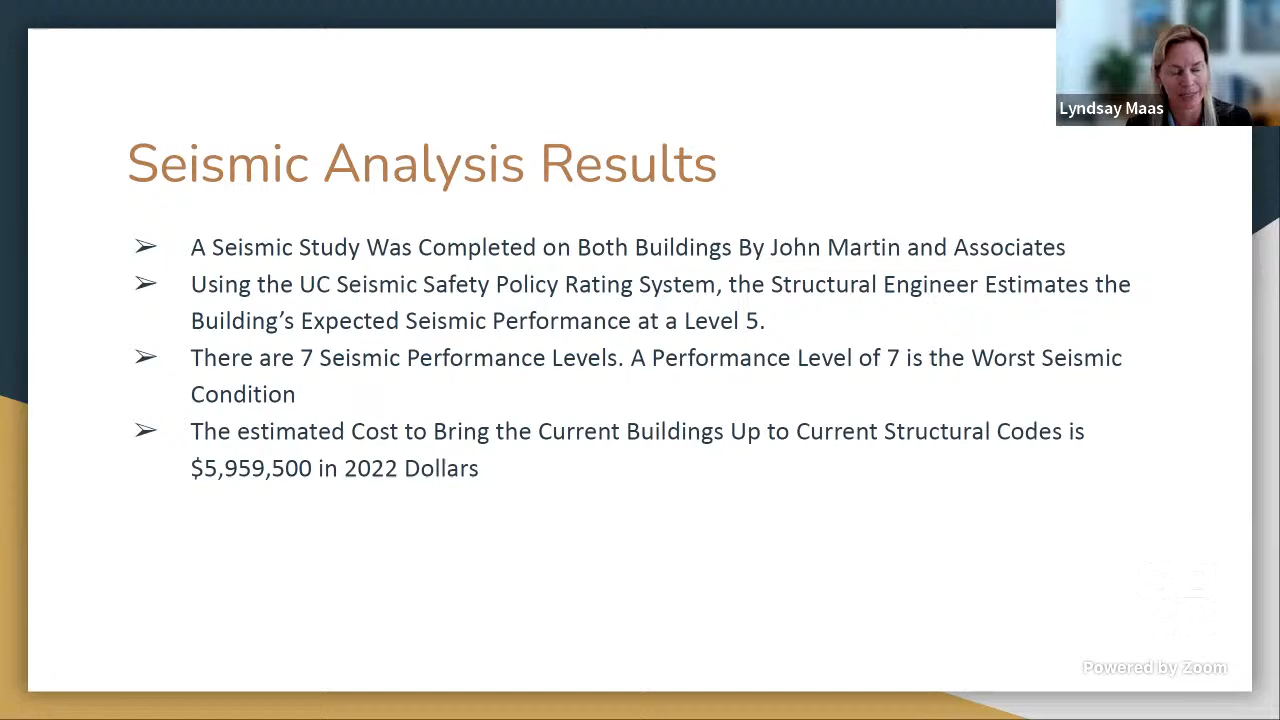 Lyndsay Maas
Seismic Analysis Results
➢ A Seismic Study Was Completed on Both Buildings By John Martin and Associates
➢ Using the UC Seismic Safety Policy Rating System, the Structural Engineer Estimates the
Building’s Expected Seismic Performance at a Level 5.
➢ There are 7 Seismic Performance Levels. A Performance Level of 7 is the Worst Seismic
Condition
➢ The estimated Cost to Bring the Current Buildings Up to Current Structural Codes is
$5,959,500 in 2022 Dollars
Powered by Zoom